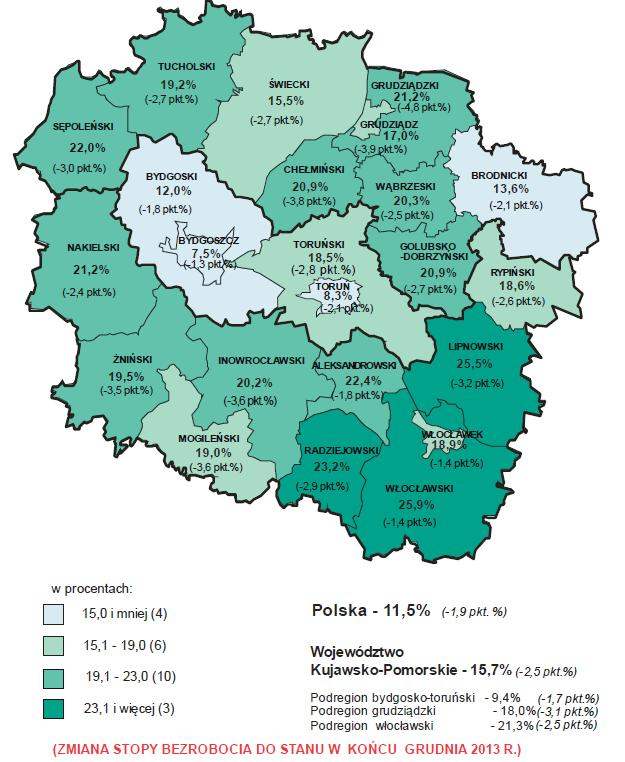 TUCHOLSKI
19,2%
(-2,7 pkt.%)
ŚWIECKI
15,5%
(-2,7 pkt.%)
GRUDZIĄDZKI
21,2%
(-4,8 pkt.%)
GRUDZIĄDZ
17,0%
(-3,9 pkt.%)
SĘPOLEŃSKI
22,0%
(-3,0 pkt.%)
BYDGOSKI
12,0%
(-1,8 pkt.%)
CHEŁMIŃSKI
20,9%
(-3,8 pkt.%)
WĄBRZESKI
20,3%
(-2,5 pkt.%)
BRODNICKI
13,6%
(-2,1 pkt.%)
NAKIELSKI
21,2%
(-2,4 pkt.%)
BYDGOSZCZ
7,5%
(-1,3 pkt.%)
TORUŃSKI
18,5%
(-2,8 pkt.%)
TORUŃ
8,3%
(-2,1 pkt.%)
GOLUBSKO
-DOBRZYŃSKI
20,9%
(-2,7 pkt.%)
RYPIŃSKI
18,6%
(-2,6 pkt.%)
ŻNIŃSKI
19,5%
(-3,5 pkt.%)
INOWROCŁAWSKI
20,2%
(-3,6 pkt.%)
ALEKSANDROWSKI
22,4%
(-1,8 pkt.%)
LIPNOWSKI
25,5%
(-3,2 pkt.%)
MOGILEŃSKI
19,0%
(-3,6 pkt.%)
RADZIEJOWSKI
23,2%
(-2,9 pkt.%)
WŁOCŁAWEK
18,9%
(-1,4 pkt.%)
WŁOCŁAWSKI
25,9%
(-1,4 pkt.%)
w procentach:
15,0 i mniej (4)
15,1 - 19,0 (6)
19,1 - 23,0 (10)
23,1 i więcej (3)
Polska - 11,5% (-1,9 pkt. %)
Województwo
Kujawsko-Pomorskie - 15,7% (-2,5 pkt.%)
Podregion bydgosko-toruński - 9,4% (-1,7 pkt.%)
Podregion grudziądzki - 18,0% (-3,1 pkt.%)
Podregion włocławski - 21,3% (-2,5 pkt.%)
(ZMIANA STOPY BEZROBOCIA DO STANU W KOŃCU GRUDNIA 2013 R.)